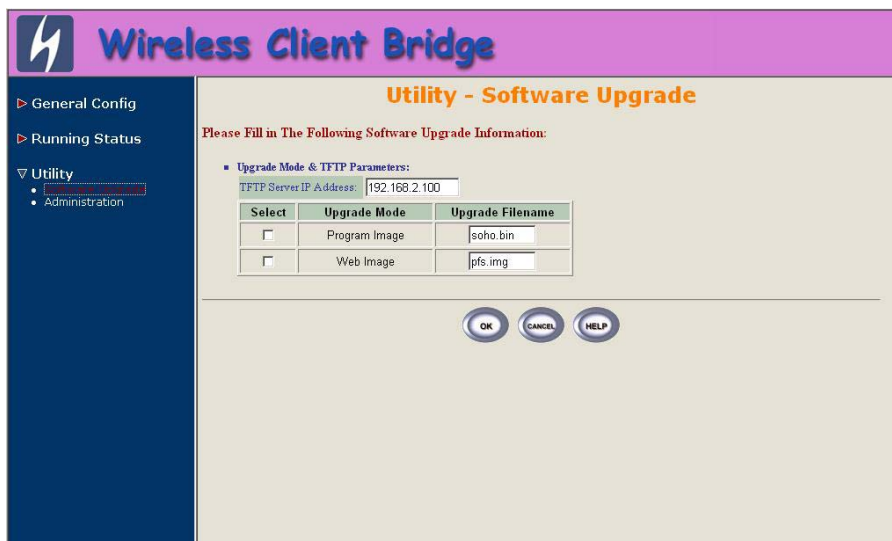 Wireless Client Bridge
General Config
Running Status
Utility
Administration
Utility - Software Upgrade
Please Fill in The Following Software Upgrade Information:
Upgrade Mode & TFTP Parameters:
TFTP Server IP Address: 192.168.2.100
Select Upgrade Mode Upgrade Filename
Program Image soho.bin
Web Image pfs.img
OK CANCEL HELP